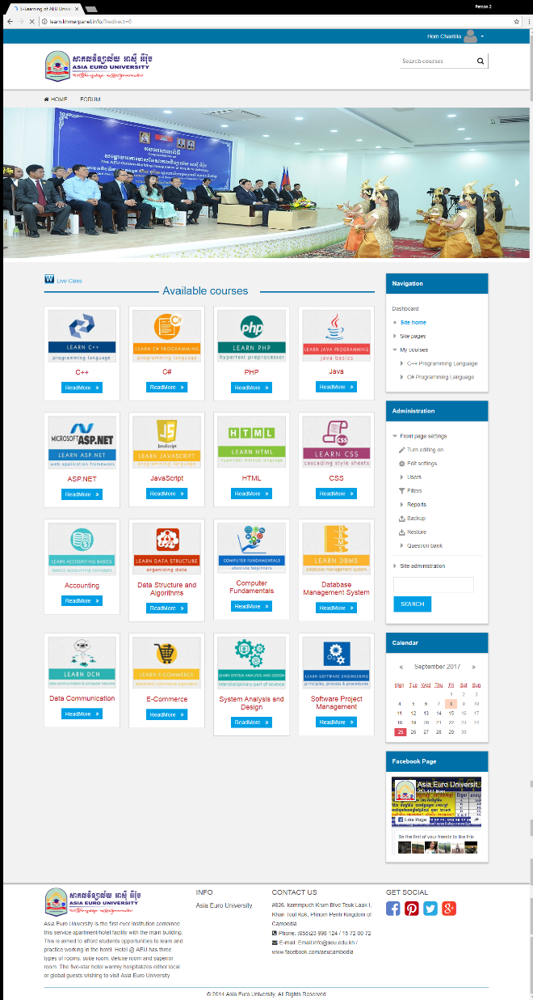 E-Learning of AEU Unive
Person 2
learn.khmerpanel.info/?redirect=0
Horn Chantria
សាកលវិទ្យាល័យ អាស៊ី អឺរ៉ុប
ASIA EURO UNIVERSITY
Search courses
HOME
FORUM
Live Class
Available courses
LEARN C++
programming language
C++
ReadMore »
LEARN C# PROGRAMMING
programming language
C#
ReadMore »
php
LEARN PHP
hypertext preprocessor
PHP
ReadMore »
LEARN JAVA PROGRAMMING
java basics
Java
ReadMore »
MICROSOFT ASP.NET
LEARN ASP.NET
web application framework
ASP.NET
ReadMore »
JS
JavaScript
LEARN JAVASCRIPT
programming language
JavaScript
ReadMore »
HTML
LEARN HTML
hypertext markup language
HTML
ReadMore »
CSS
LEARN CSS
cascading style sheets
CSS
ReadMore »
LEARN ACCOUNTING BASICS
basics accounting concepts
Accounting
ReadMore »
LEARN DATA STRUCTURE
organizing data
Data Structure and
Algorithms
ReadMore »
COMPUTER FUNDAMENTALS
absolute beginners
Computer
Fundamentals
ReadMore »
DBMS
LEARN DBMS
database management system
Database
Management System
ReadMore »
LEARN DCN
data communication & computer network
Data Communication
ReadMore »
LEARN E-COMMERCE
electronic commerce approach
E-Commerce
ReadMore »
LEARN SYSTEM ANALYSIS AND DESIGN
interdisciplinary part of science
System Analysis and
Design
ReadMore »
LEARN SOFTWARE ENGINEERING
principles, process & procedures
Software Project
Management
ReadMore »
Navigation
Dashboard
Site home
Site pages
My courses
C++ Programming Language
C# Programming Language
Administration
Front page settings
Turn editing on
Edit settings
Users
Filters
Reports
Backup
Restore
Question bank
Site administration
SEARCH
Calendar
« September 2017 »
Mon Tue Wed Thu Fri Sat Sun
1 2 3
4 5 6 7 8 9 10
11 12 13 14 15 16 17
18 19 20 21 22 23 24
25 26 27 28 29 30
Facebook Page
Asia Euro Universit
Like Page
Be the first of your friends to like this
សាកលវិទ្យាល័យ អាស៊ី អឺរ៉ុប
ASIA EURO UNIVERSITY
Asia Euro University is the first ever institution combined
this service apartment/hotel facility with the main building.
This is aimed to afford students opportunities to learn and
practice working in the hotel. Hotel @ AEU has three
types of rooms: suite room, deluxe room and superior
room. The five-star hotel warmly hospitalizes either local
or global guests wishing to visit Asia Euro University.
INFO
Asia Euro University
CONTACT US
#826, kammpuch Krum Blvd Teuk Laak I,
Khan Toul Kok, Phnom Penh-Kingdom of
Cambodia
Phone: (855)23 998 124 / 15 72 00 72
E-mail: Email:info@aeu.edu.kh /
www.facebook.com/aeucambodia
GET SOCIAL
© 2014 Asia Euro University, All Rights Reserved